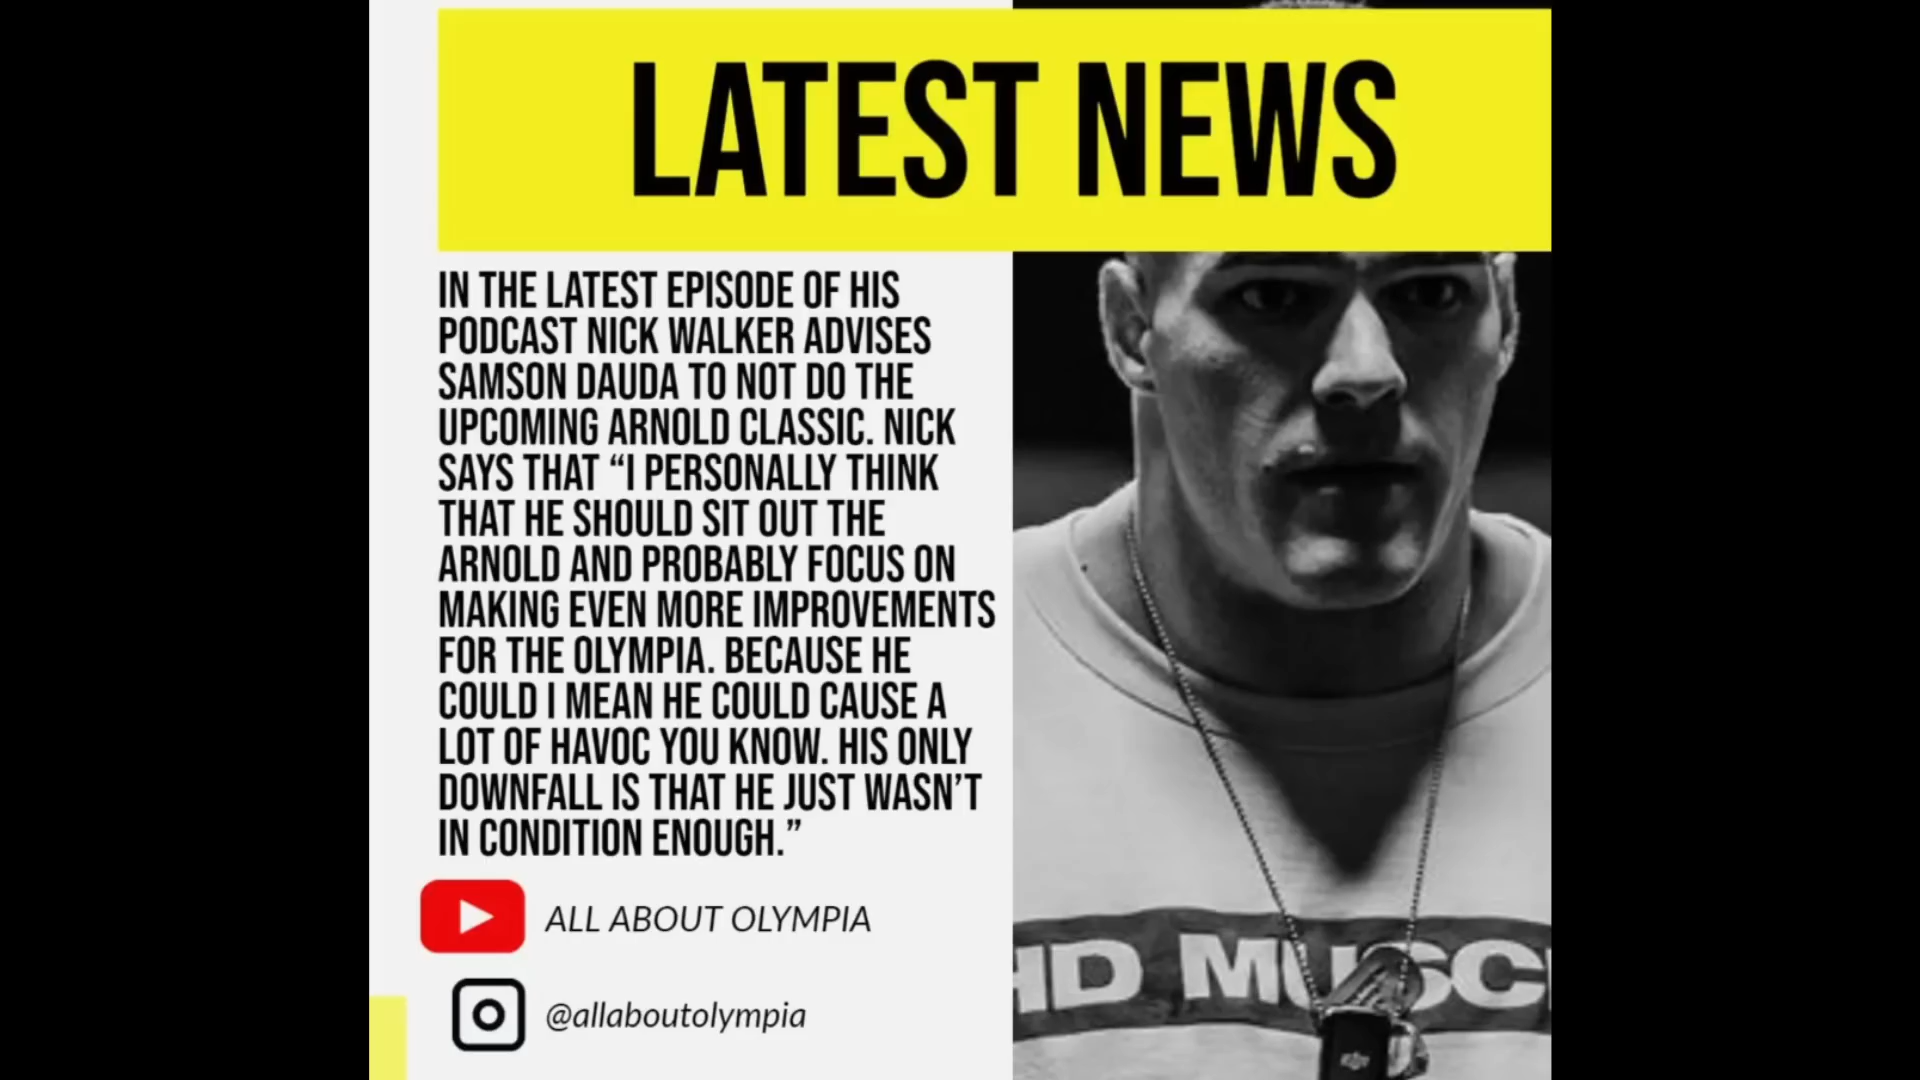 LATEST NEWS
IN THE LATEST EPISODE OF HIS
PODCAST NICK WALKER ADVISES
SAMSON DAUDA TO NOT DO THE
UPCOMING ARNOLD CLASSIC. NICK
SAYS THAT “I PERSONALLY THINK
THAT HE SHOULD SIT OUT THE
ARNOLD AND PROBABLY FOCUS ON
MAKING EVEN MORE IMPROVEMENTS
FOR THE OLYMPIA. BECAUSE HE
COULD I MEAN HE COULD CAUSE A
LOT OF HAVOC YOU KNOW. HIS ONLY
DOWNFALL IS THAT HE JUST WASN’T
IN CONDITION ENOUGH.”
ALL ABOUT OLYMPIA
@allaboutolympia
HD MUSC